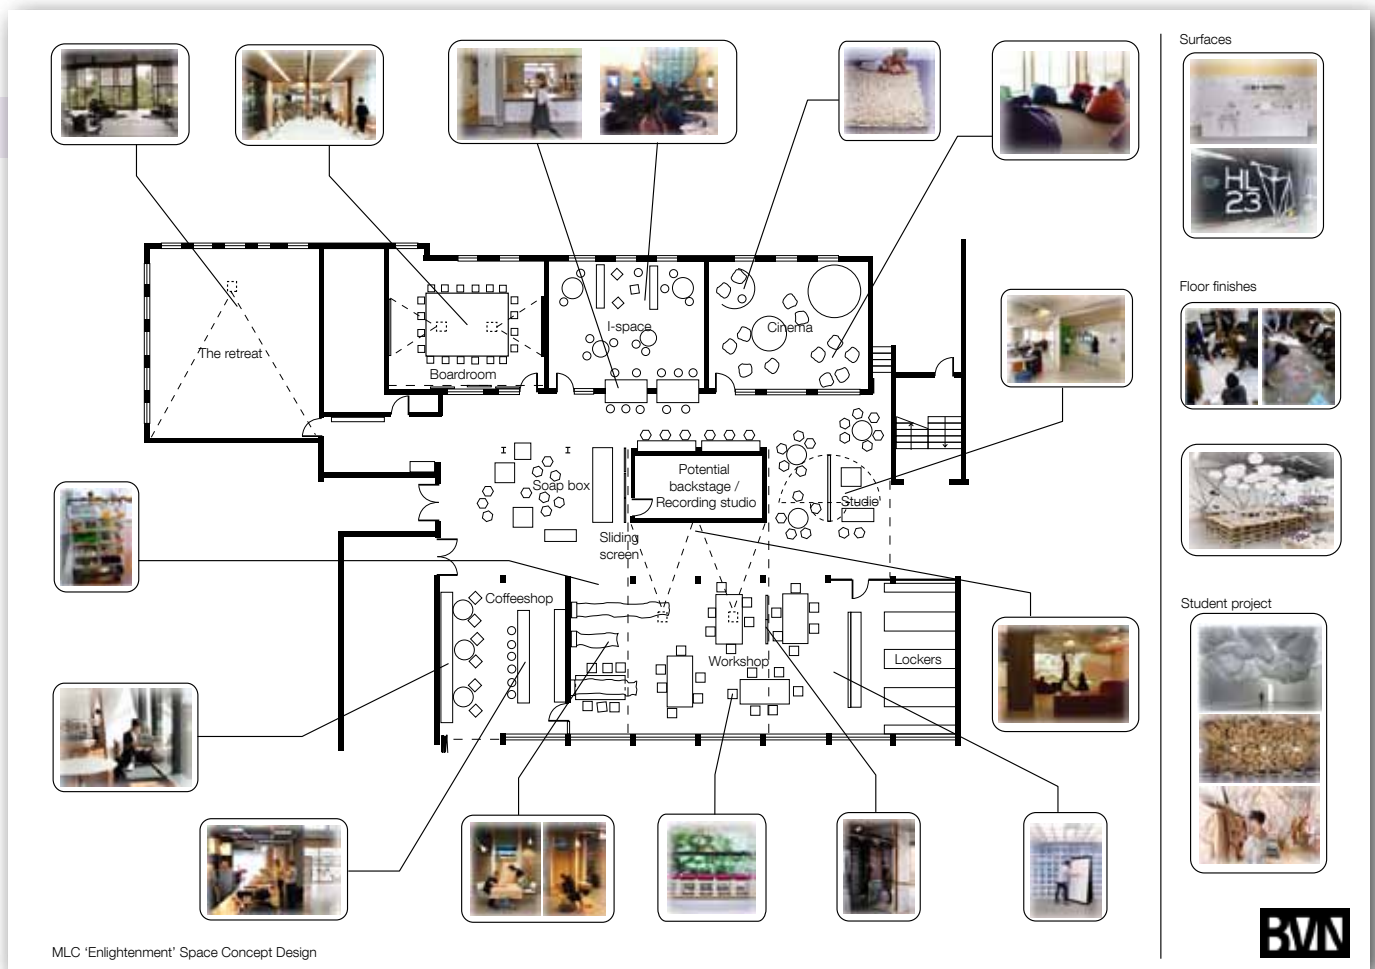 Surfaces
HL
23
Floor finishes
Student project
The retreat
Boardroom
I-space
Cinema
Soap box
Potential
backstage /
Recording studio
Studio
Sliding
screen
Coffeeshop
Workshop
Lockers
MLC ‘Enlightenment’ Space Concept Design
BVN